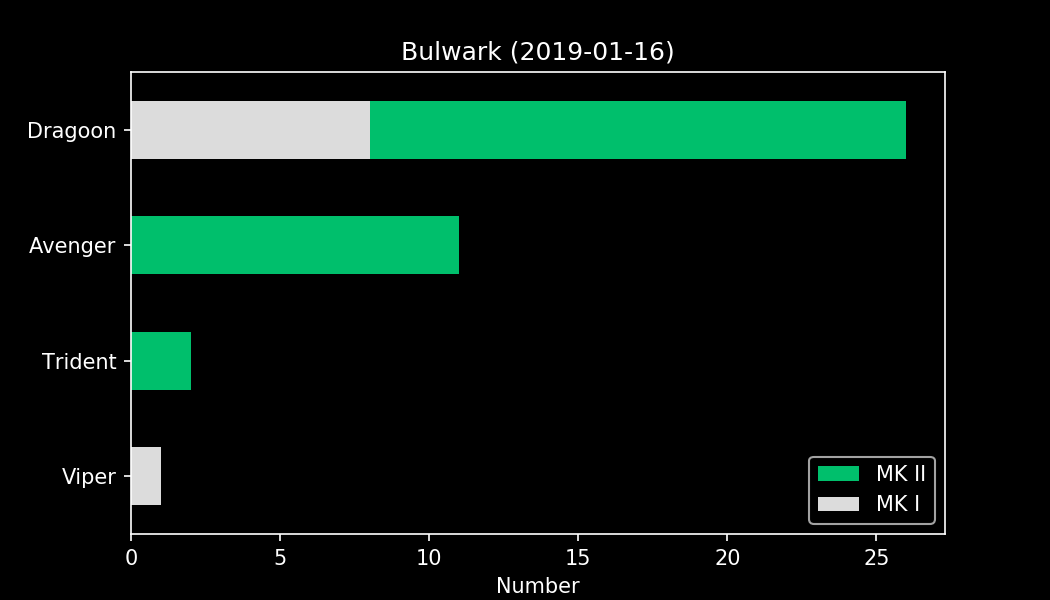 Bulwark (2019-01-16)
Dragoon
Avenger
Trident
Viper
MK II
MK I
0 5 10 15 20 25
Number